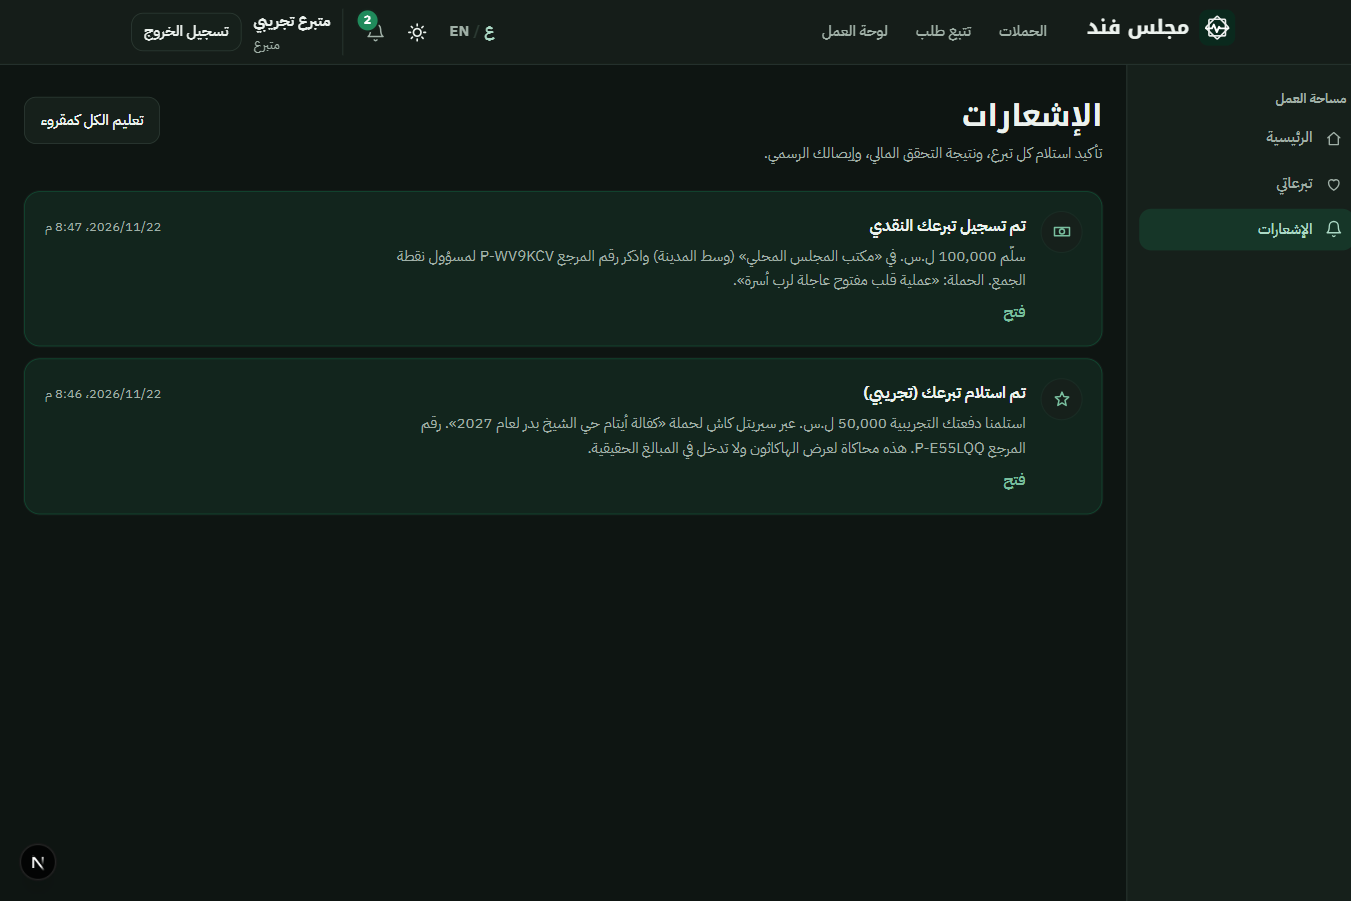 مجلس فند
الحملات
تتبع طلب
لوحة العمل
ع / EN
2
متبرع تجريبي
متبرع
تسجيل الخروج
مساحة العمل
الرئيسية
تبرعاتي
الإشعارات
الإشعارات
تأكيد استلام كل تبرع، ونتيجة التحقق المالي، وإيصالك الرسمي.
تعليم الكل كمقروء
تم تسجيل تبرعك النقدي
2026/11/22، 8:47 م
سلّم 100,000 ل.س. في «مكتب المجلس المحلي» (وسط المدينة) واذكر رقم المرجع P-WV9KCV لمسؤول نقطة
الجمع. الحملة: «عملية قلب مفتوح عاجلة لرب أسرة».
فتح
تم استلام تبرعك (تجريبي)
2026/11/22، 8:46 م
استلمنا دفعتك التجريبية 50,000 ل.س. عبر سيريتل كاش لحملة «كفالة أيتام حي الشيخ بدر لعام 2027». رقم
المرجع P-E55LQQ. هذه محاكاة لعرض الهاكاثون ولا تدخل في المبالغ الحقيقية.
فتح
N